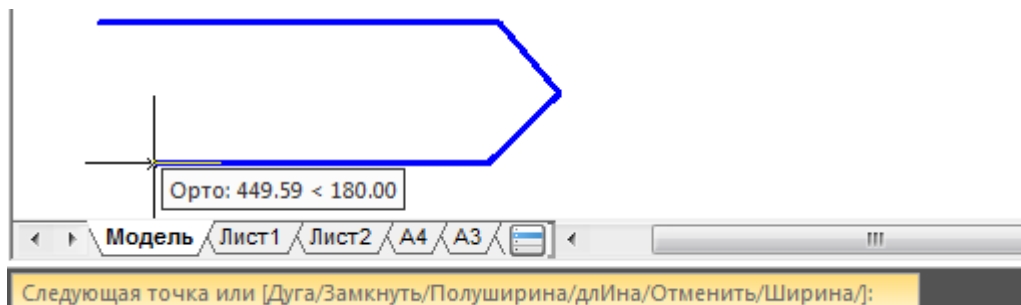 Орто: 449.59 < 180.00
Модель Лист1 Лист2 А4 А3
Следующая точка или [Дуга/Замкнуть/Полуширина/длИна/Отменить/Ширина/]: